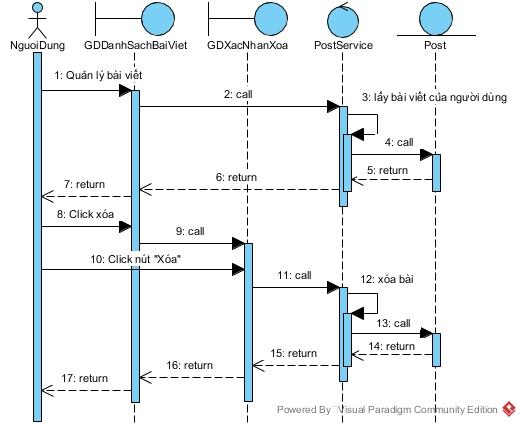 NguoiDung
GDDanhSachBaiViet
GDXacNhanXoa
PostService
Post
1: Quản lý bài viết
2: call
3: lấy bài viết của người dùng
4: call
5: return
6: return
7: return
8: Click xóa
9: call
10: Click nút "Xóa"
11: call
12: xóa bài
13: call
14: return
15: return
16: return
17: return
Powered By Visual Paradigm Community Edition